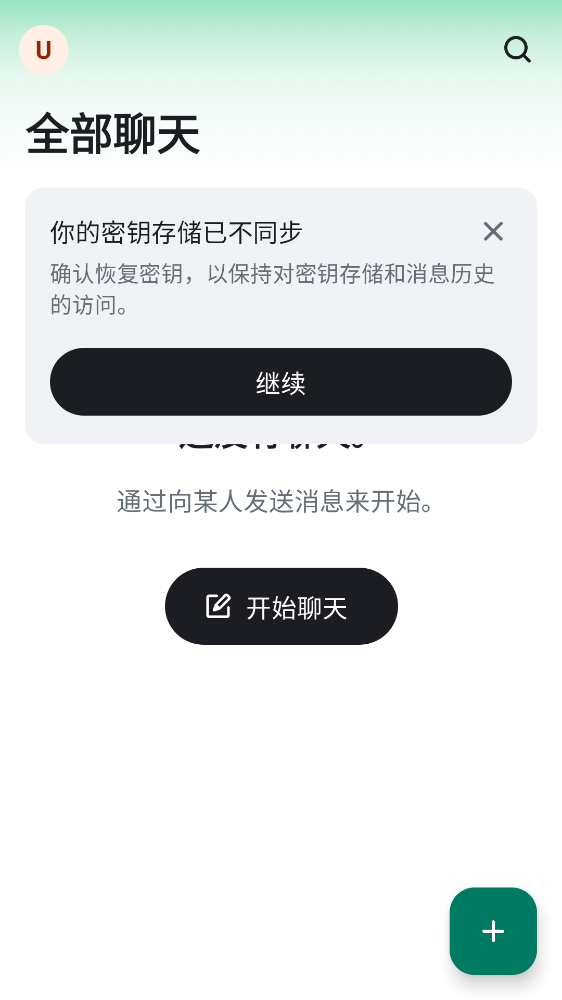 U
全部聊天
你的密钥存储已不同步
确认恢复密钥，以保持对密钥存储和消息历史
的访问。
继续
通过向某人发送消息来开始。
开始聊天